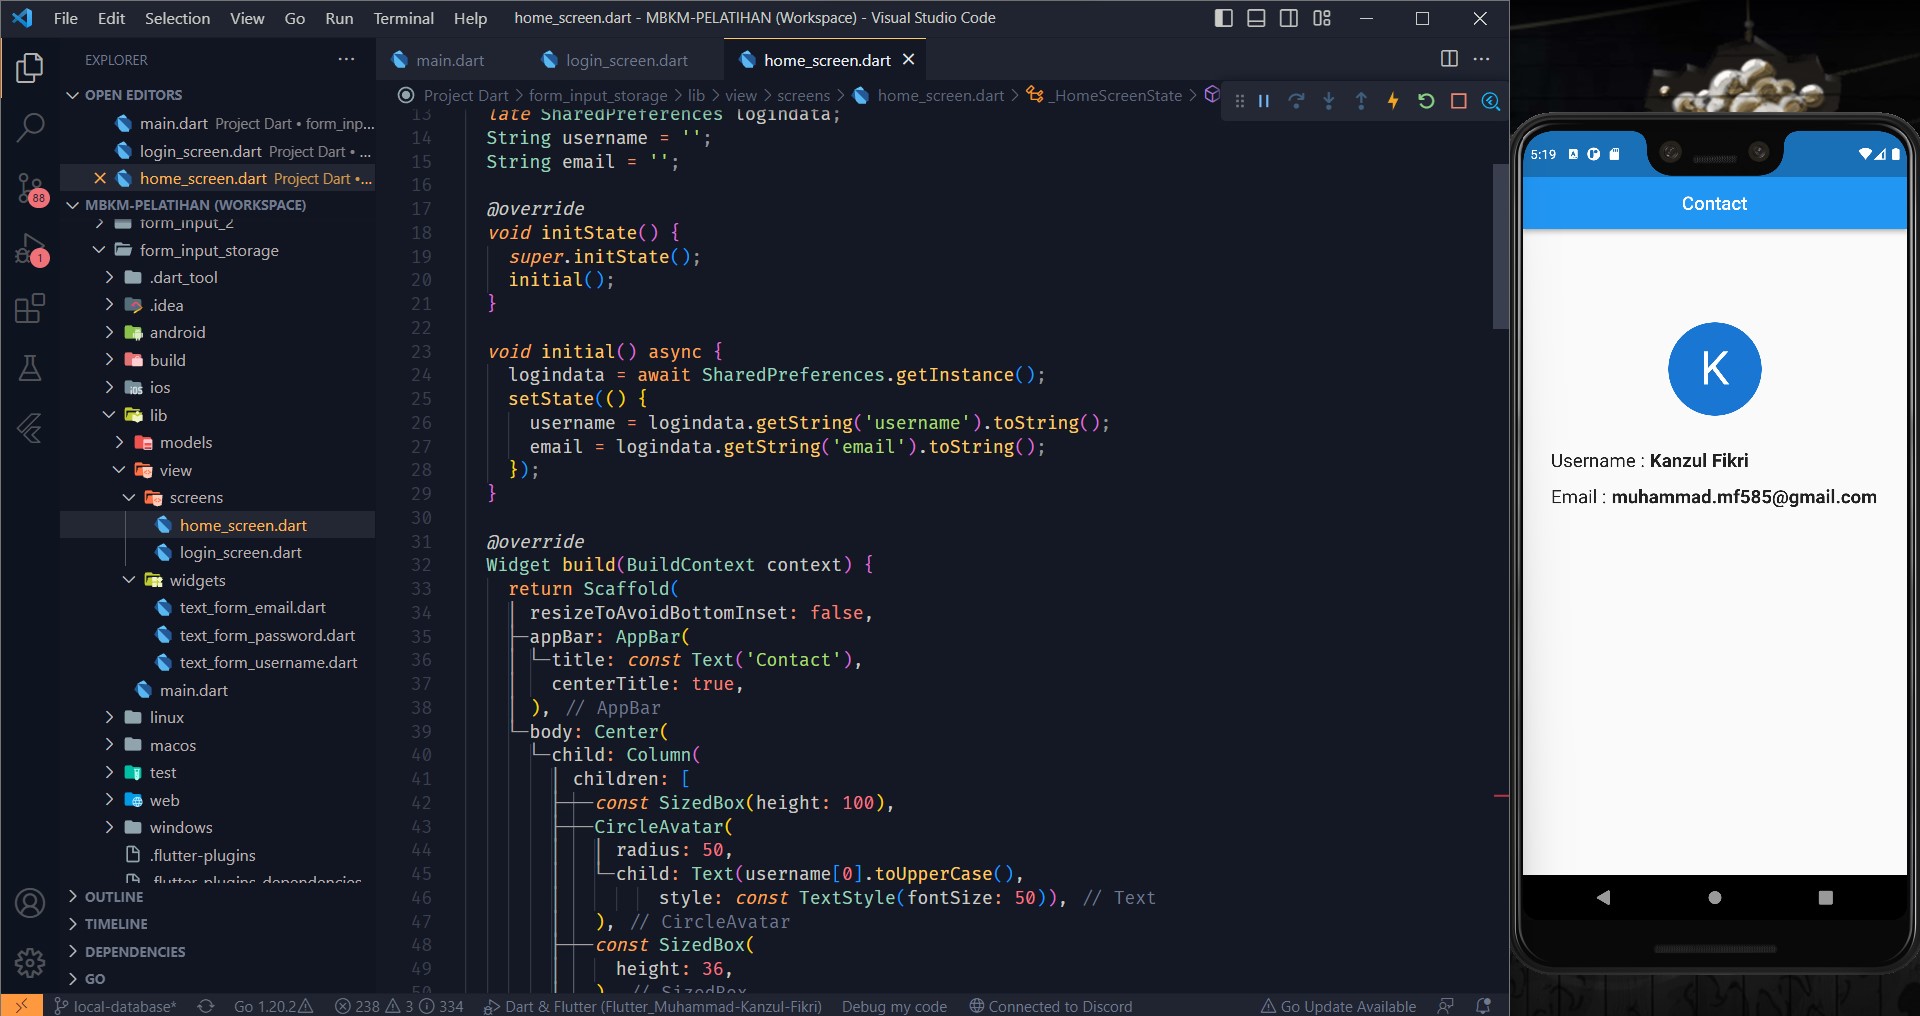 File Edit Selection View Go Run Terminal Help home_screen.dart - MBKM-PELATIHAN (Workspace) - Visual Studio Code
EXPLORER
OPEN EDITORS
main.dart Project Dart • form_inp...
login_screen.dart Project Dart • ...
home_screen.dart Project Dart •...
MBKM-PELATIHAN (WORKSPACE)
form_input_2
form_input_storage
.dart_tool
.idea
android
build
ios
lib
models
view
screens
home_screen.dart
login_screen.dart
widgets
text_form_email.dart
text_form_password.dart
text_form_username.dart
main.dart
linux
macos
test
web
windows
.flutter-plugins
.flutter-plugins-dependencies
OUTLINE
TIMELINE
DEPENDENCIES
GO
88
1
main.dart login_screen.dart home_screen.dart
Project Dart > form_input_storage > lib > view > screens > home_screen.dart > _HomeScreenState >
13 late SharedPreferences logindata;
14 String username = '';
15 String email = '';
16
17 @override
18 void initState() {
19 super.initState();
20 initial();
21 }
22
23 void initial() async {
24 logindata = await SharedPreferences.getInstance();
25 setState(() {
26 username = logindata.getString('username').toString();
27 email = logindata.getString('email').toString();
28 });
29 }
30
31 @override
32 Widget build(BuildContext context) {
33 return Scaffold(
34 resizeToAvoidBottomInset: false,
35 appBar: AppBar(
36 title: const Text('Contact'),
37 centerTitle: true,
38 ), // AppBar
39 body: Center(
40 child: Column(
41 children: [
42 const SizedBox(height: 100),
43 CircleAvatar(
44 radius: 50,
45 child: Text(username[0].toUpperCase(),
46 style: const TextStyle(fontSize: 50)), // Text
47 ), // CircleAvatar
48 const SizedBox(
49 height: 36,
50 ), // SizedBox
local-database* Go 1.20.2 238 3 334 Dart & Flutter (Flutter_Muhammad-Kanzul-Fikri) Debug my code Connected to Discord Go Update Available
5:19
Contact
K
Username : Kanzul Fikri
Email : muhammad.mf585@gmail.com